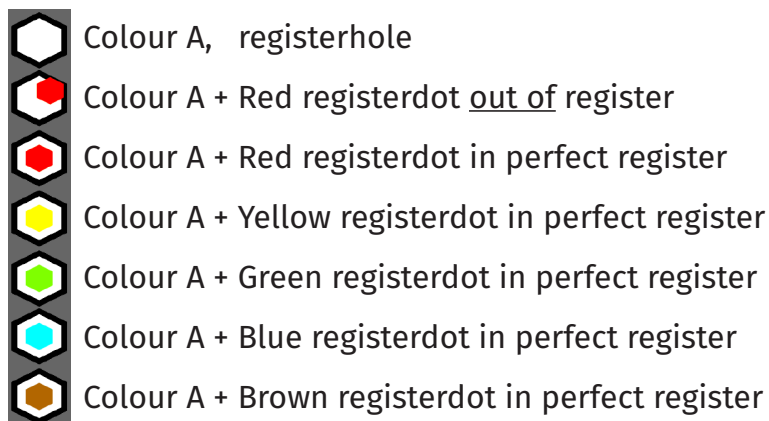 Colour A, registerhole
Colour A + Red registerdot out of register
Colour A + Red registerdot in perfect register
Colour A + Yellow registerdot in perfect register
Colour A + Green registerdot in perfect register
Colour A + Blue registerdot in perfect register
Colour A + Brown registerdot in perfect register